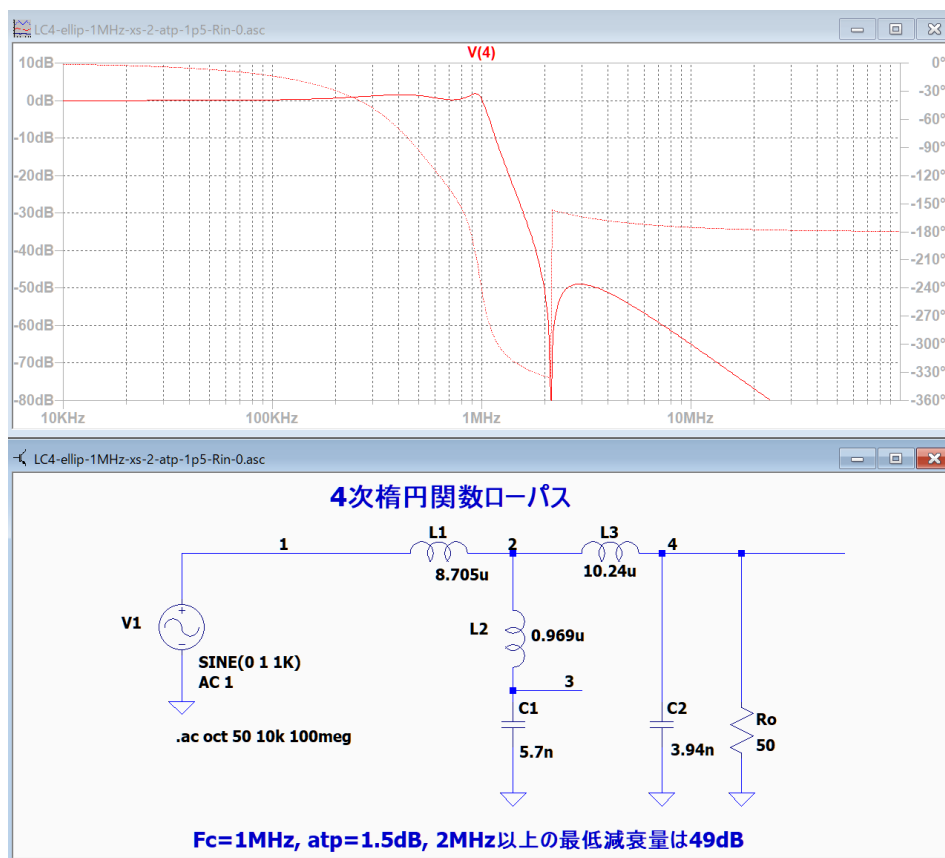 LC4-ellip-1MHz-xs-2-atp-1p5-Rin-0.asc
V(4)
10dB 0°
0dB -30°
-10dB -60°
-20dB -90°
-30dB -120°
-40dB -150°
-50dB -180°
-60dB -210°
-70dB -240°
-80dB -270°
-300°
-330°
-360°
10KHz 100KHz 1MHz 10MHz
LC4-ellip-1MHz-xs-2-atp-1p5-Rin-0.asc
4次楕円関数ローパス
L1 L3
1 2 4
8.705u 10.24u
V1 L2 0.969u
SINE(0 1 1K)
AC 1
3
C1 C2 Ro
.ac oct 50 10k 100meg
5.7n 3.94n 50
Fc=1MHz, atp=1.5dB, 2MHz以上の最低減衰量は49dB